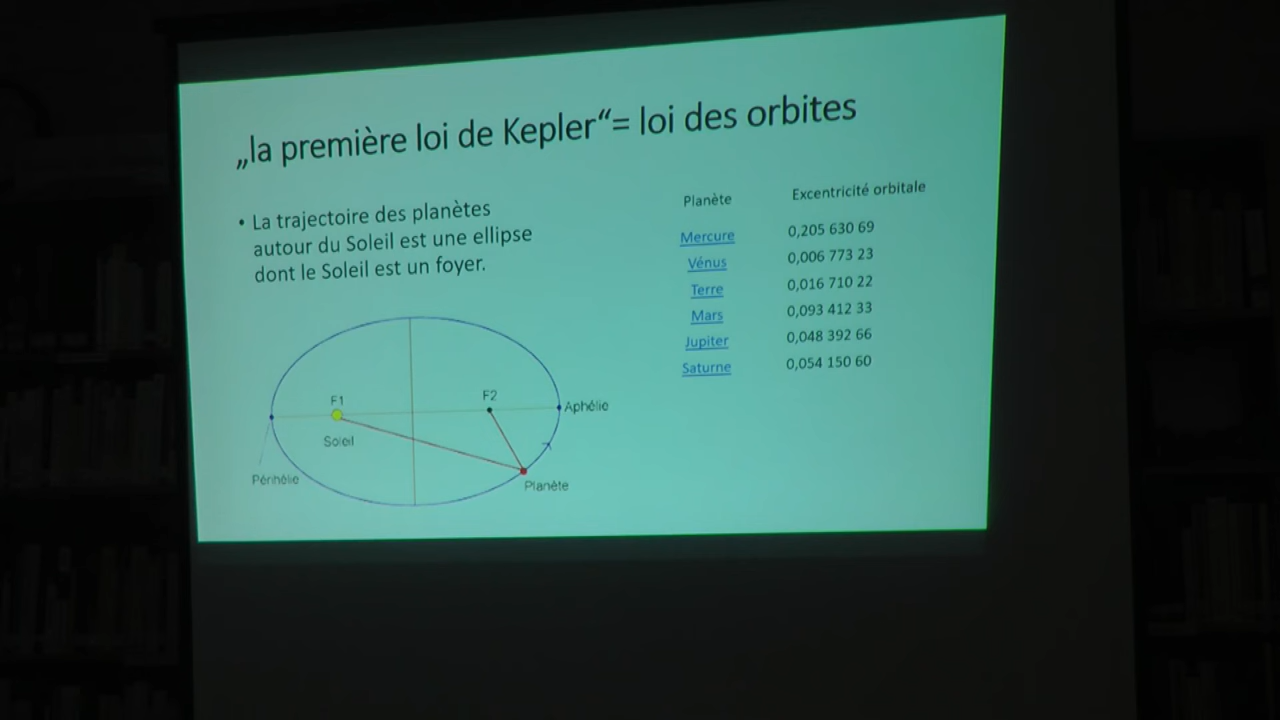 „la première loi de Kepler“= loi des orbites
• La trajectoire des planètes
autour du Soleil est une ellipse
dont le Soleil est un foyer.
Planète Excentricité orbitale
Mercure 0,205 630 69
Vénus 0,006 773 23
Terre 0,016 710 22
Mars 0,093 412 33
Jupiter 0,048 392 66
Saturne 0,054 150 60
F1
F2
Aphélie
Soleil
Périhélie
Planète